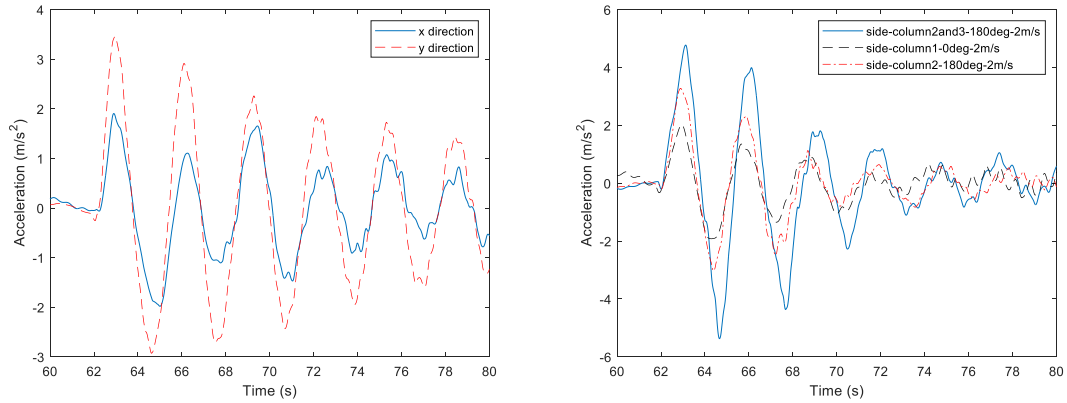 4
3
2
1
0
-1
-2
-3
Acceleration (m/s2)
x direction
y direction
60 62 64 66 68 70 72 74 76 78 80
Time (s)
6
4
2
0
-2
-4
-6
Acceleration (m/s2)
side-column2and3-180deg-2m/s
side-column1-0deg-2m/s
side-column2-180deg-2m/s
60 62 64 66 68 70 72 74 76 78 80
Time (s)